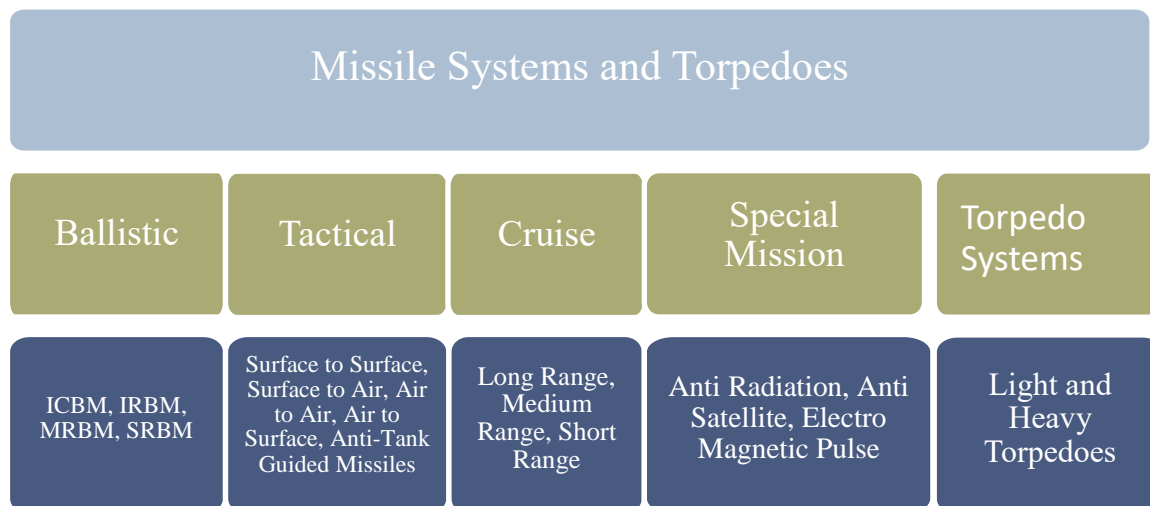 Missile Systems and Torpedoes
Ballistic
Tactical
Cruise
Special
Mission
Torpedo
Systems
ICBM, IRBM,
MRBM, SRBM
Surface to Surface,
Surface to Air, Air
to Air, Air to
Surface, Anti-Tank
Guided Missiles
Long Range,
Medium
Range, Short
Range
Anti Radiation, Anti
Satellite, Electro
Magnetic Pulse
Light and
Heavy
Torpedoes